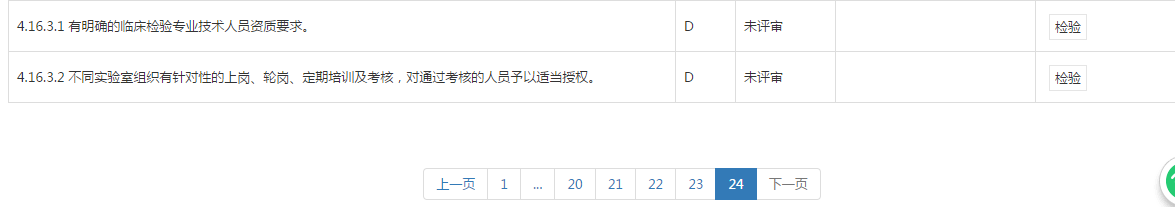 4.16.3.1 有明确的临床检验专业技术人员资质要求。 D 未评审 检验
4.16.3.2 不同实验室组织有针对性的上岗、轮岗、定期培训及考核，对通过考核的人员予以适当授权。 D 未评审 检验
上一页 1 ... 20 21 22 23 24 下一页